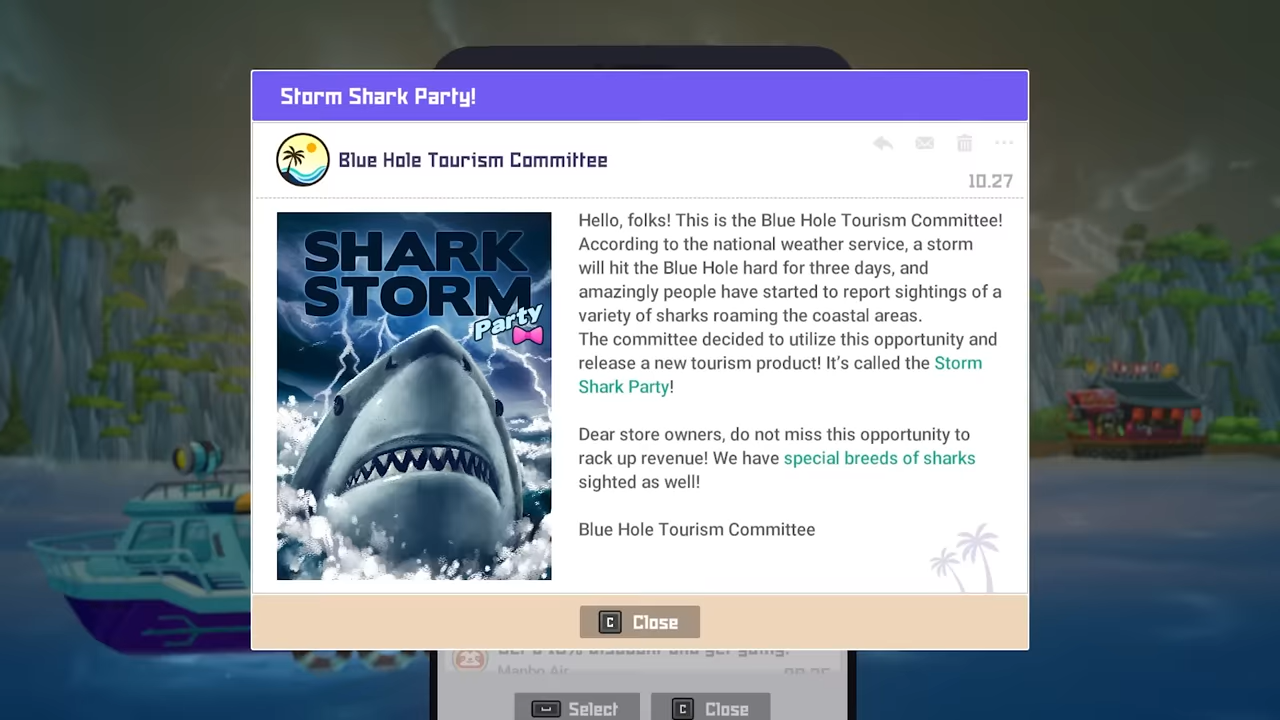 Storm Shark Party!
Blue Hole Tourism Committee
10.27
SHARK
STORM
Party
Hello, folks! This is the Blue Hole Tourism Committee!
According to the national weather service, a storm
will hit the Blue Hole hard for three days, and
amazingly people have started to report sightings of a
variety of sharks roaming the coastal areas.
The committee decided to utilize this opportunity and
release a new tourism product! It's called the Storm
Shark Party!
Dear store owners, do not miss this opportunity to
rack up revenue! We have special breeds of sharks
sighted as well!
Blue Hole Tourism Committee
C Close
Manbo Air
Select
C Close